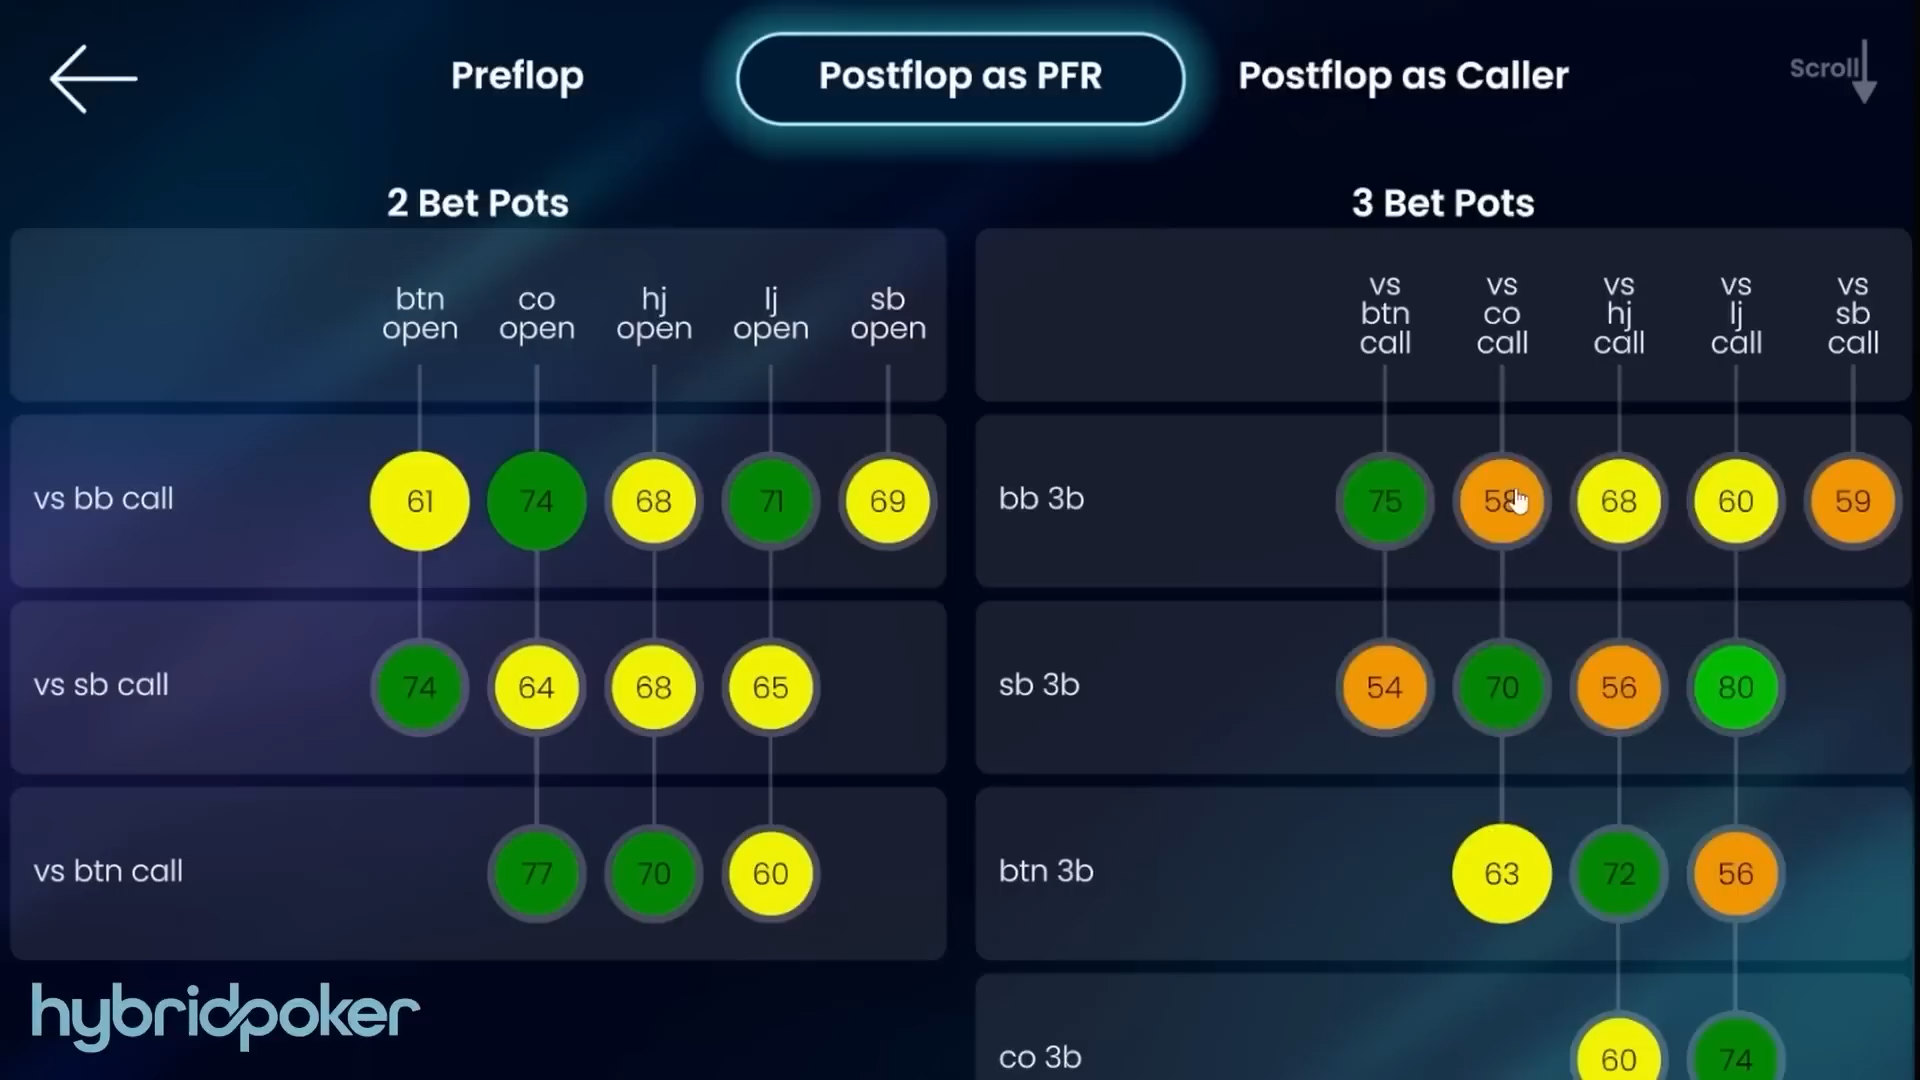 Preflop
Postflop as PFR
Postflop as Caller
Scroll
2 Bet Pots
btn open
co open
hj open
lj open
sb open
vs bb call
61
74
68
71
69
vs sb call
74
64
68
65
vs btn call
77
70
60
3 Bet Pots
vs btn call
vs co call
vs hj call
vs lj call
vs sb call
bb 3b
75
58
68
60
59
sb 3b
54
70
56
80
btn 3b
63
72
56
co 3b
60
74
hybridpoker